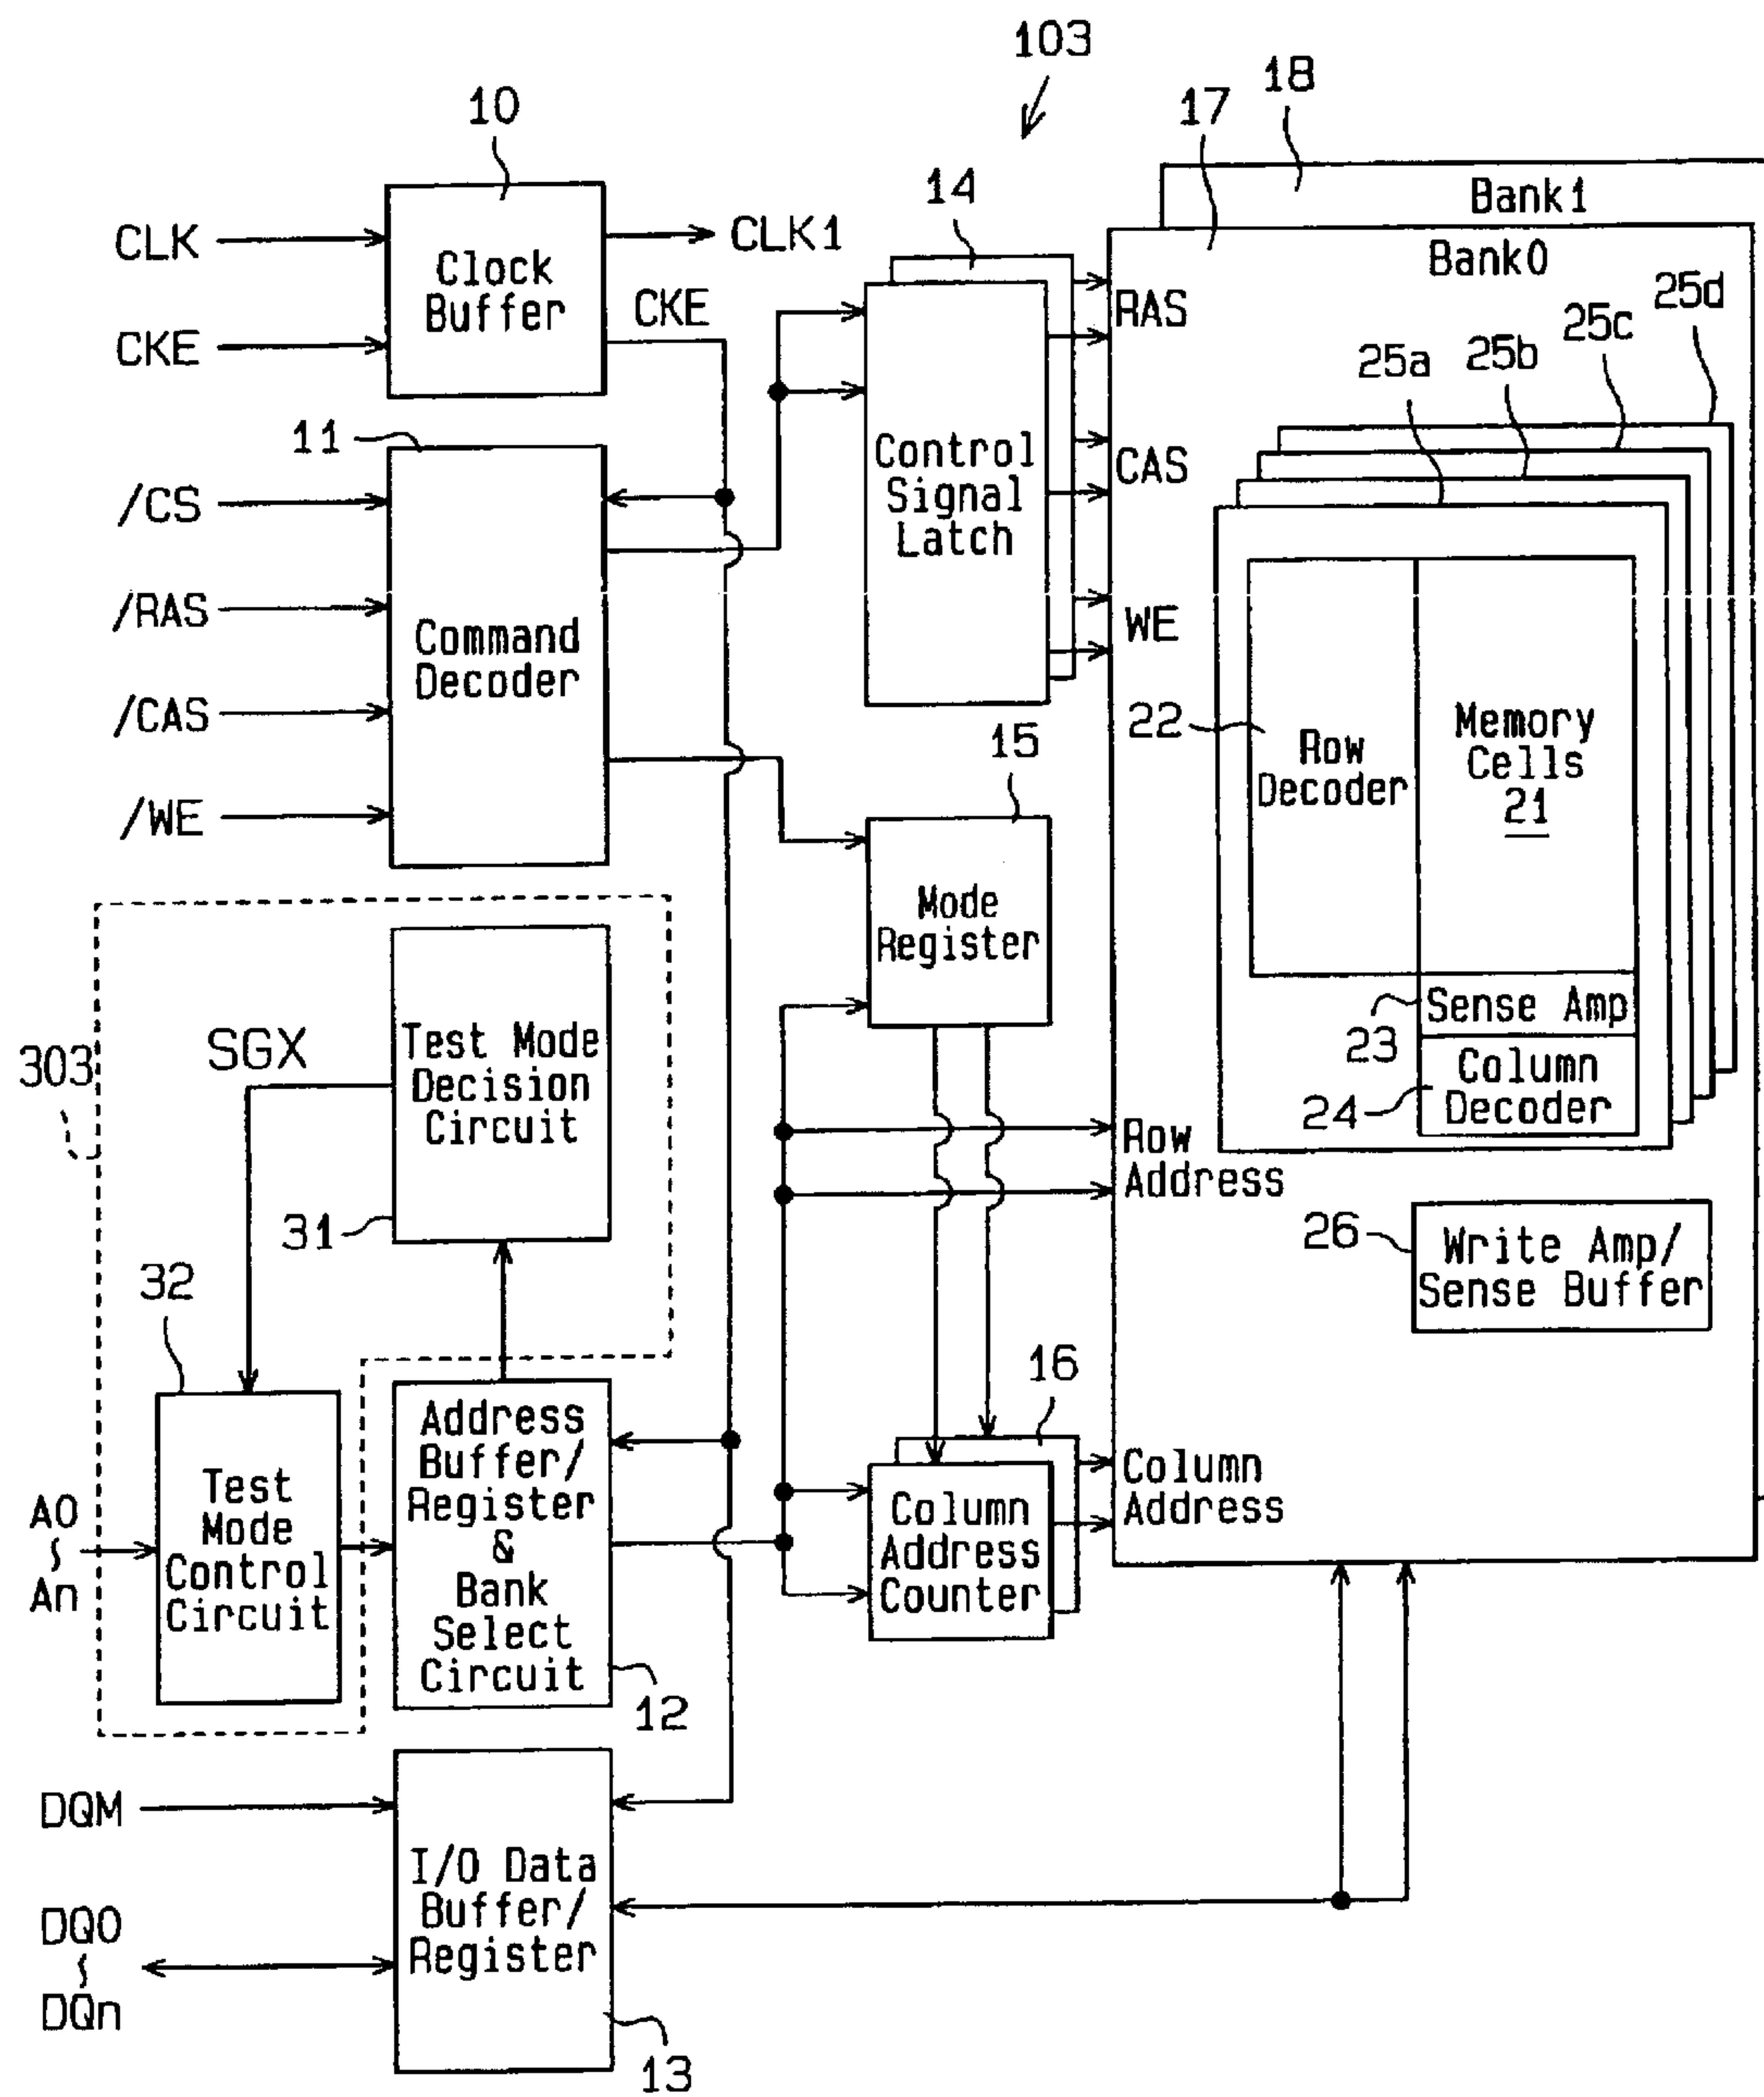 103
10
14
17
18
CLK
CKE
Clock
Buffer
CLK1
CKE
11
/CS
/RAS
/CAS
/WE
Command
Decoder
Control
Signal
Latch
RAS
CAS
WE
Bank1
Bank0
25a
25b
25c
25d
22
Row
Decoder
Memory
Cells
21
23
Sense Amp
24
Column
Decoder
15
Mode
Register
303
SGX
Test Mode
Decision
Circuit
31
Row
Address
26
Write Amp/
Sense Buffer
32
A0
An
Test
Mode
Control
Circuit
Address
Buffer/
Register
&
Bank
Select
Circuit
12
16
Column
Address
Counter
Column
Address
DQM
DQ0
DQn
I/O Data
Buffer/
Register
13